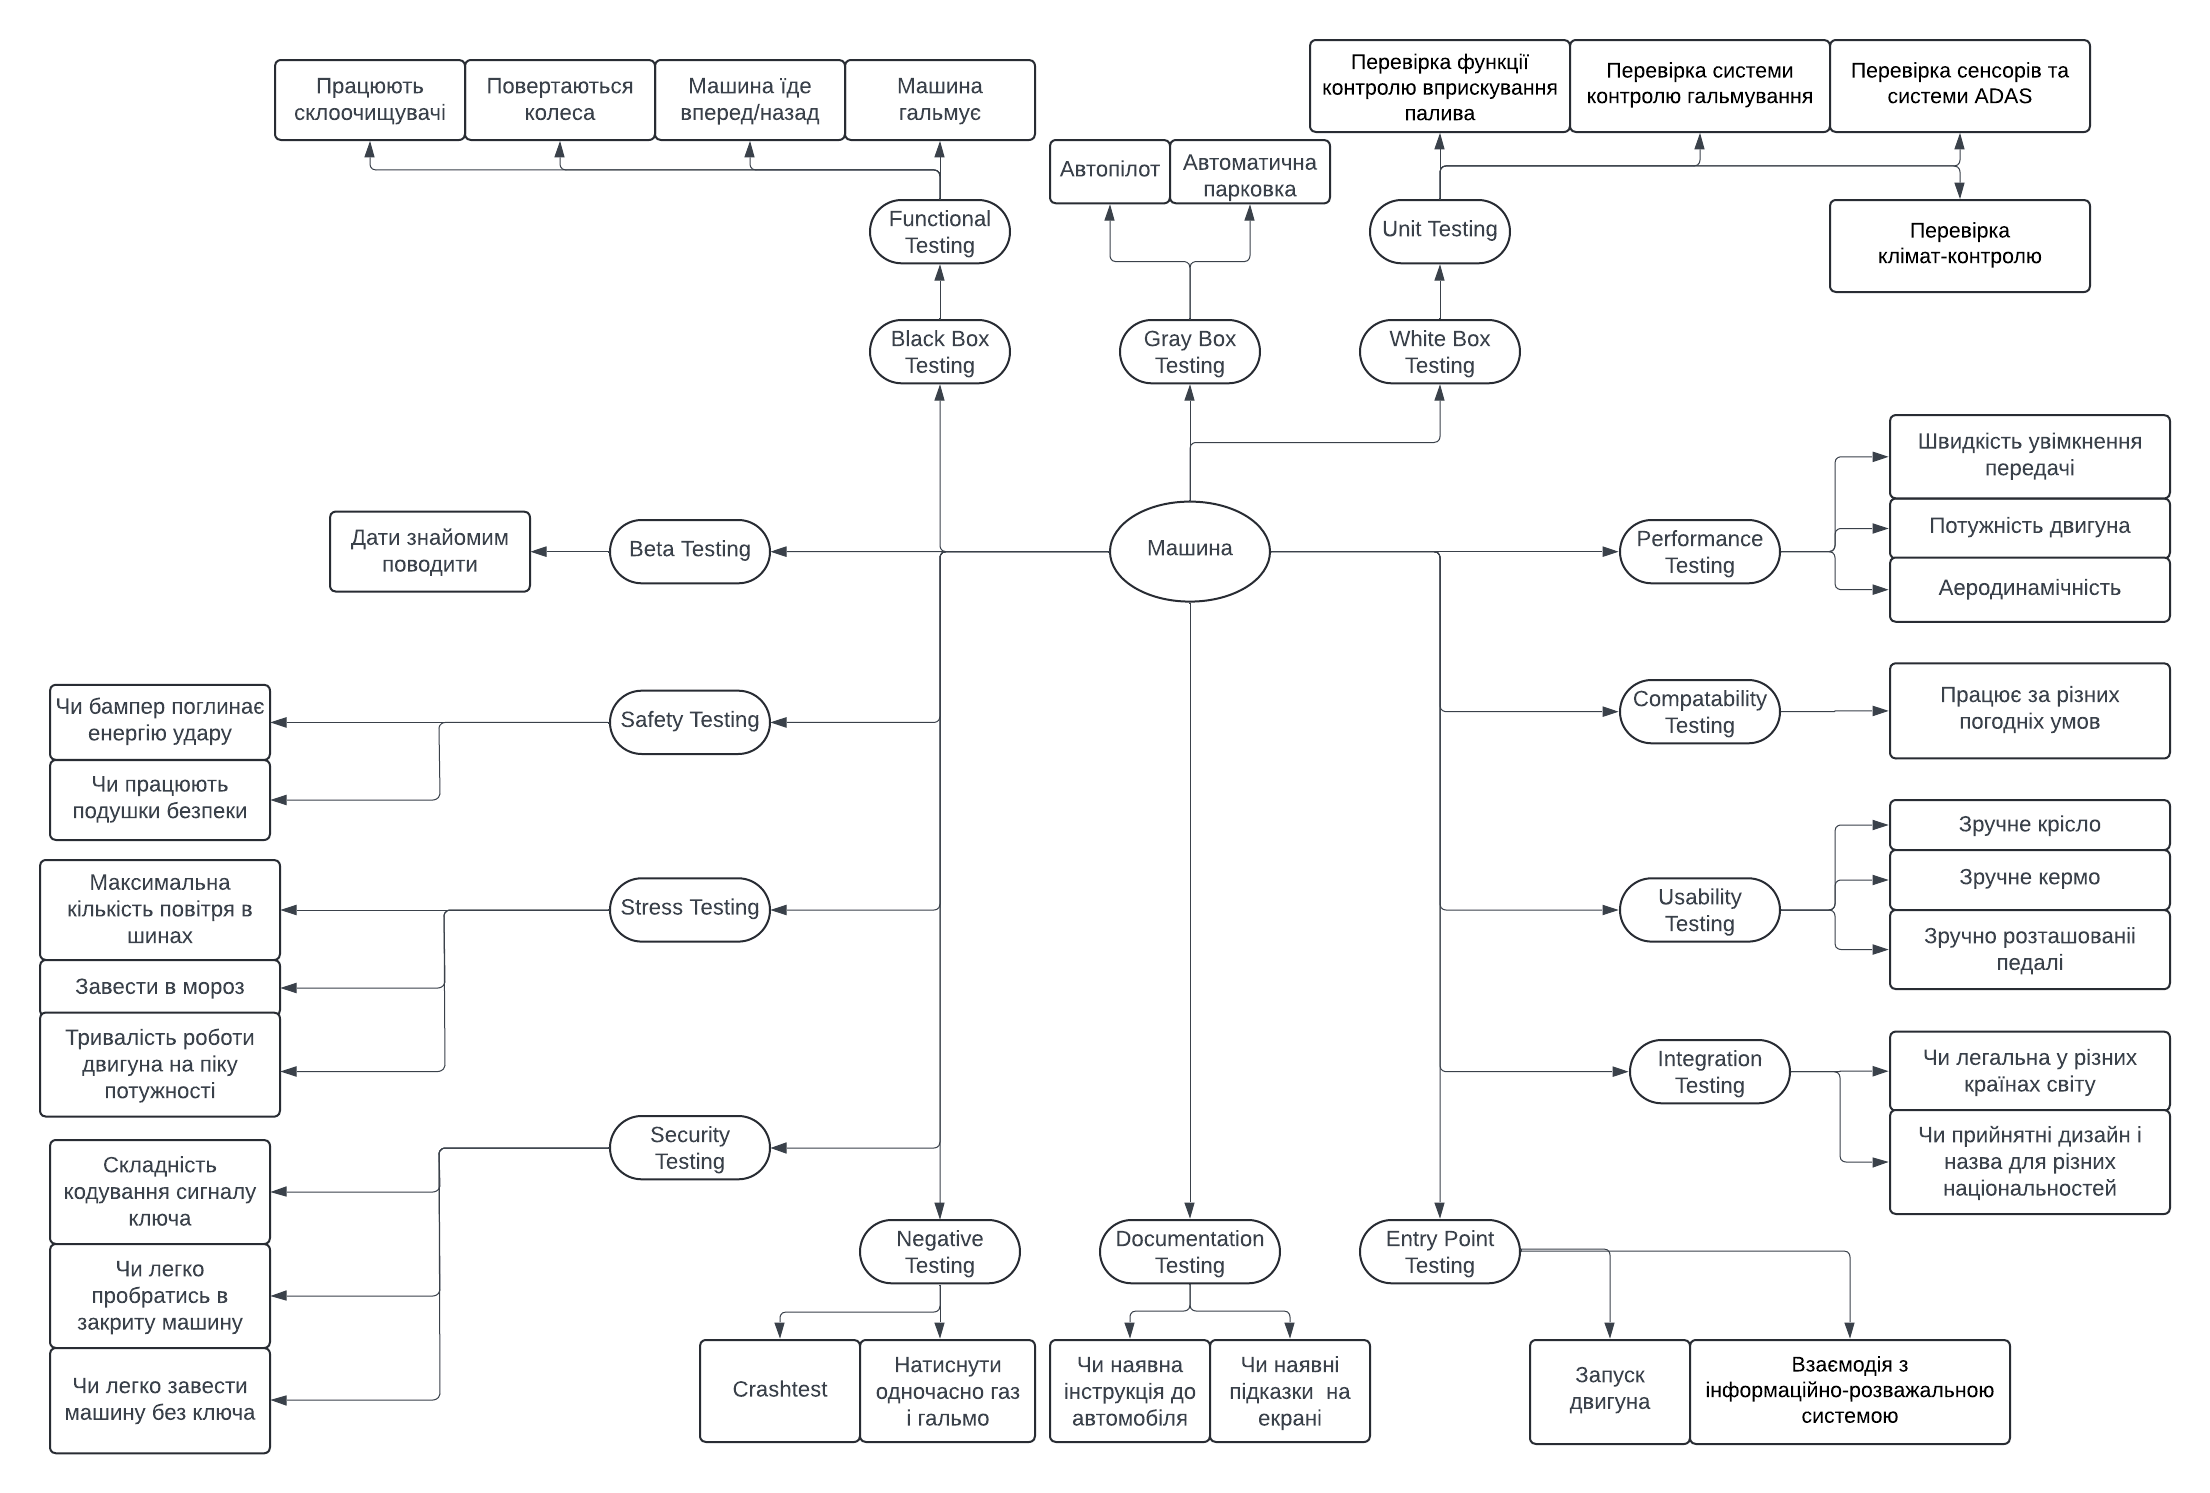 Працюють
склоочищувачі
Повертаються
колеса
Машина їде
вперед/назад
Машина
гальмує
Перевірка функції
контролю вприскування
палива
Перевірка системи
контролю гальмування
Перевірка сенсорів та
системи ADAS
Автопілот
Автоматична
парковка
Functional
Testing
Unit Testing
Перевірка
клімат-контролю
Black Box
Testing
Gray Box
Testing
White Box
Testing
Дати знайомим
поводити
Beta Testing
Машина
Performance
Testing
Швидкість увімкнення
передачі
Потужність двигуна
Аеродинамічність
Чи бампер поглинає
енергію удару
Чи працюють
подушки безпеки
Safety Testing
Compatability
Testing
Працює за різних
погодніх умов
Максимальна
кількість повітря в
шинах
Завести в мороз
Тривалість роботи
двигуна на піку
потужності
Stress Testing
Usability
Testing
Зручне крісло
Зручне кермо
Зручно розташованіі
педалі
Integration
Testing
Чи легальна у різних
країнах світу
Чи прийнятні дизайн і
назва для різних
національностей
Security
Testing
Складність
кодування сигналу
ключа
Чи легко
пробратись в
закриту машину
Чи легко завести
машину без ключа
Negative
Testing
Documentation
Testing
Entry Point
Testing
Crashtest
Натиснути
одночасно газ
і гальмо
Чи наявна
інструкція до
автомобіля
Чи наявні
підказки  на
екрані
Запуск
двигуна
Взаємодія з
інформаційно-розважальною
системою